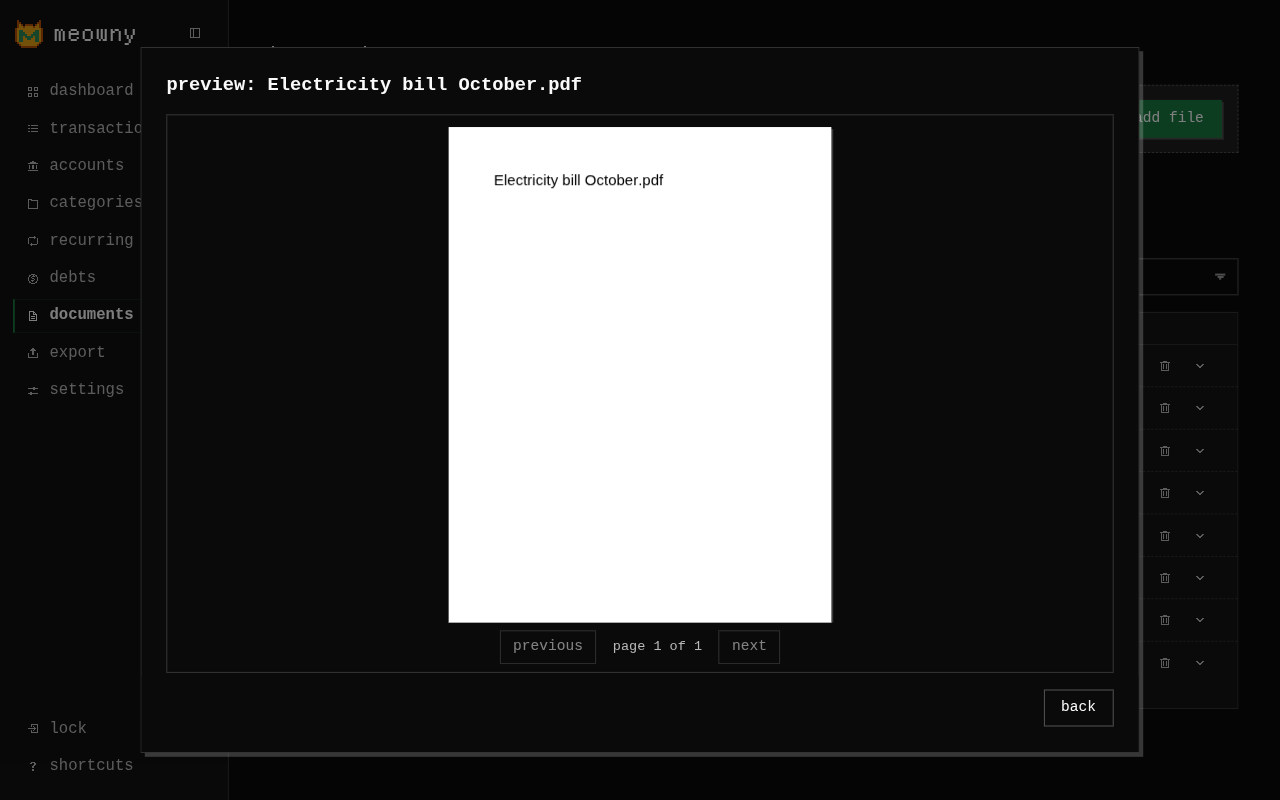 meowny
dashboard
transactio
accounts
categories
recurring
debts
documents
export
settings
lock
? shortcuts
preview: Electricity bill October.pdf
Electricity bill October.pdf
previous
page 1 of 1
next
back
add file